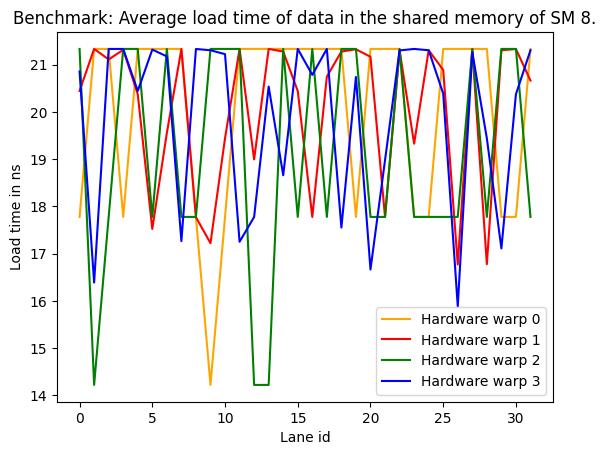 Benchmark: Average load time of data in the shared memory of SM 8.
Load time in ns
21
20
19
18
17
16
15
14
0
5
10
15
20
25
30
Lane id
Hardware warp 0
Hardware warp 1
Hardware warp 2
Hardware warp 3